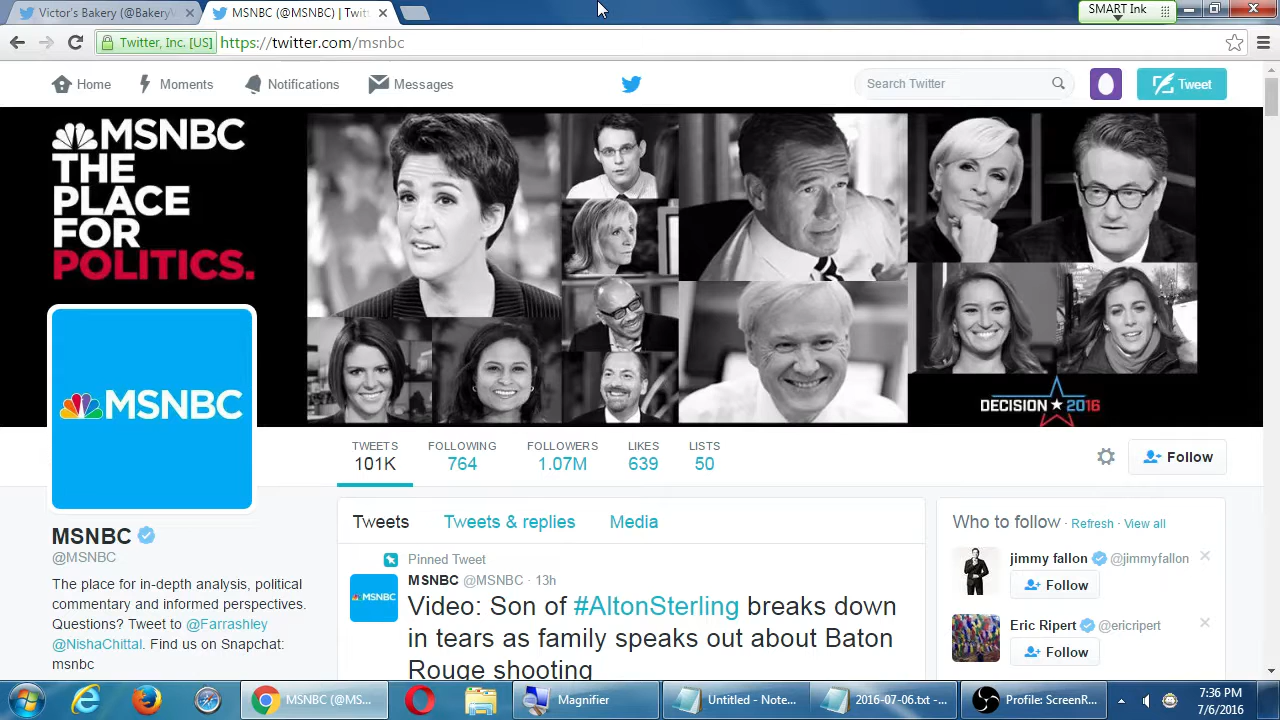 Victor's Bakery (@Bakery
MSNBC (@MSNBC) | Twitt
SMART Ink
Twitter, Inc. [US]
https://twitter.com/msnbc
Home
Moments
Notifications
Messages
Search Twitter
Tweet
MSNBC
THE
PLACE
FOR
POLITICS.
DECISION 2016
MSNBC
TWEETS
101K
FOLLOWING
764
FOLLOWERS
1.07M
LIKES
639
LISTS
50
Follow
MSNBC
@MSNBC
The place for in-depth analysis, political
commentary and informed perspectives.
Questions? Tweet to @Farrashley
@NishaChittal. Find us on Snapchat:
msnbc
Tweets
Tweets & replies
Media
Pinned Tweet
MSNBC
MSNBC @MSNBC · 13h
Video: Son of #AltonSterling breaks down
in tears as family speaks out about Baton
Rouge shooting
Who to follow · Refresh · View all
jimmy fallon @jimmyfallon
Follow
Eric Ripert @ericripert
Follow
MSNBC (@MS...
Magnifier
Untitled - Note...
2016-07-06.txt -...
Profile: ScreenR...
7:36 PM
7/6/2016